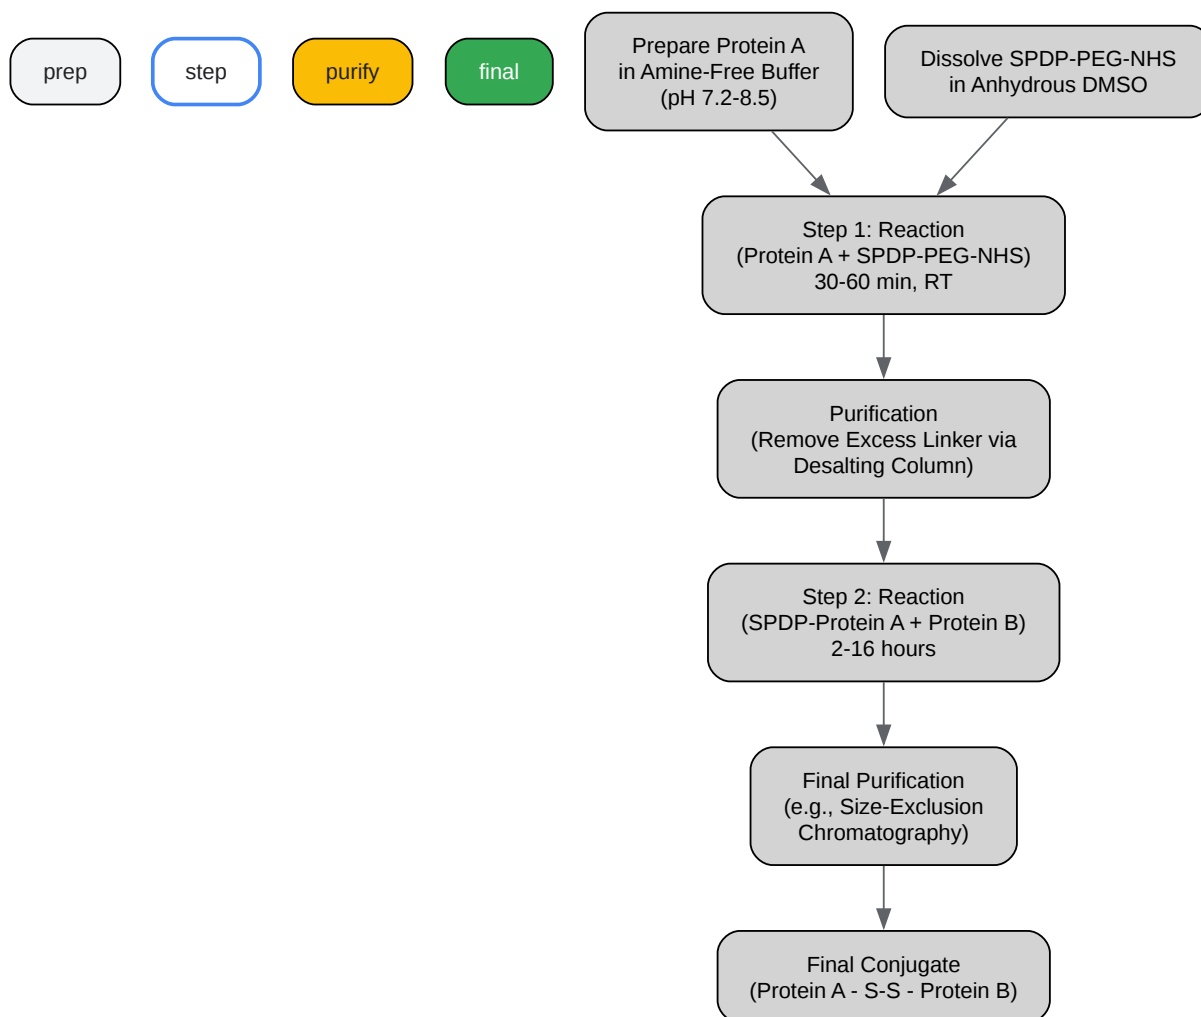 prep
step
purify
final
Prepare Protein A
in Amine-Free Buffer
(pH 7.2-8.5)
Dissolve SPDP-PEG-NHS
in Anhydrous DMSO
Step 1: Reaction
(Protein A + SPDP-PEG-NHS)
30-60 min, RT
Purification
(Remove Excess Linker via
Desalting Column)
Step 2: Reaction
(SPDP-Protein A + Protein B)
2-16 hours
Final Purification
(e.g., Size-Exclusion
Chromatography)
Final Conjugate
(Protein A - S-S - Protein B)